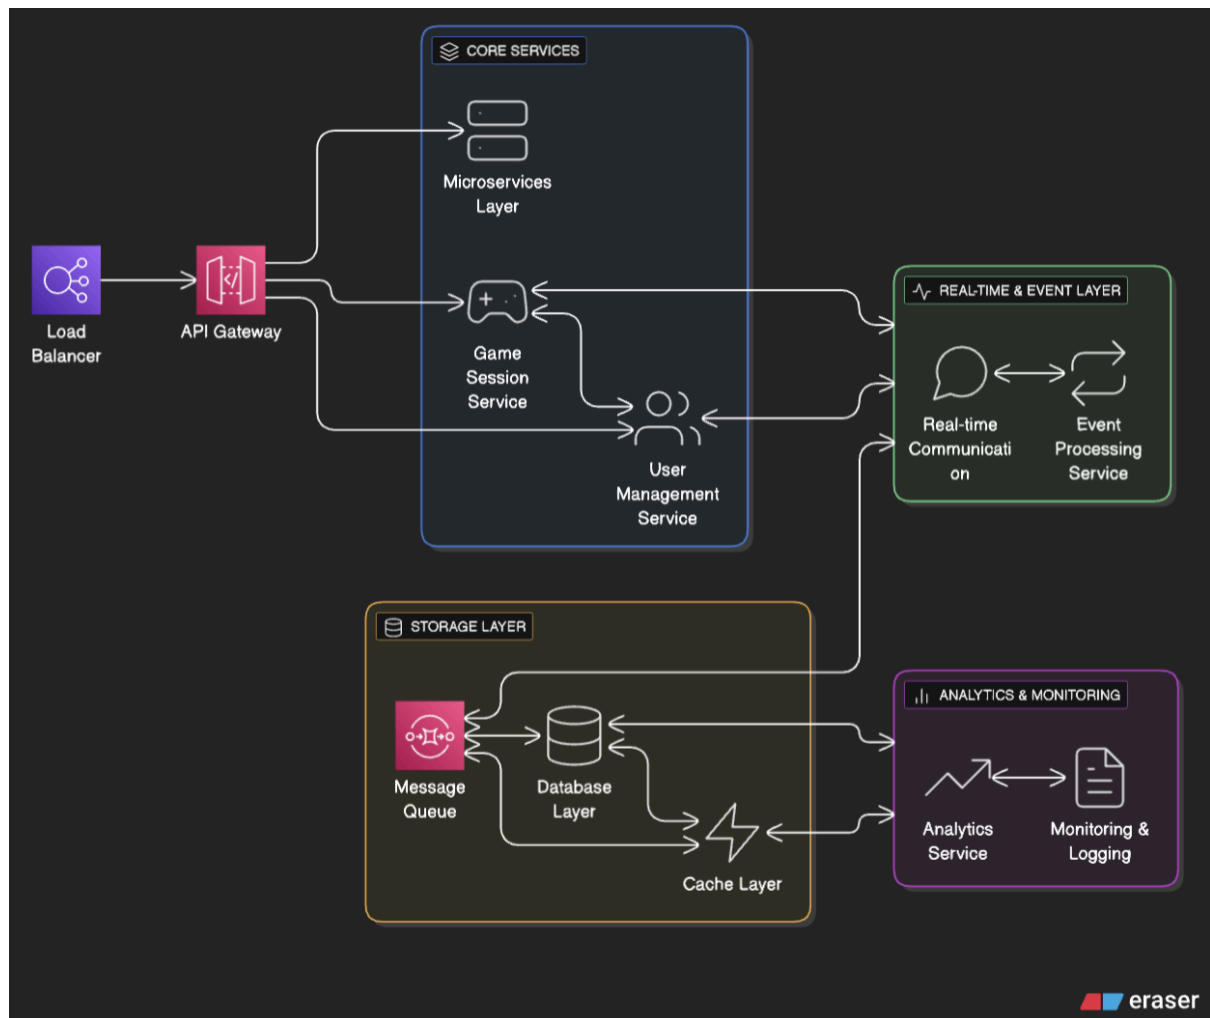 CORE SERVICES
Microservices
Layer
Load
Balancer
API Gateway
Game
Session
Service
User
Management
Service
REAL-TIME & EVENT LAYER
Real-time
Communicati
on
Event
Processing
Service
STORAGE LAYER
Message
Queue
Database
Layer
Cache Layer
ANALYTICS & MONITORING
Analytics
Service
Monitoring &
Logging
eraser